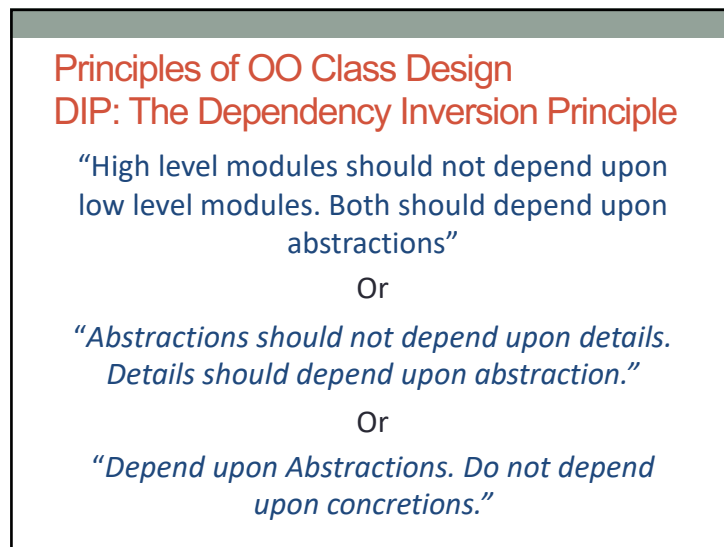 Principles of OO Class Design
DIP: The Dependency Inversion Principle
“High level modules should not depend upon
low level modules. Both should depend upon
abstractions”
Or
“Abstractions should not depend upon details.
Details should depend upon abstraction.”
Or
“Depend upon Abstractions. Do not depend
upon concretions.”